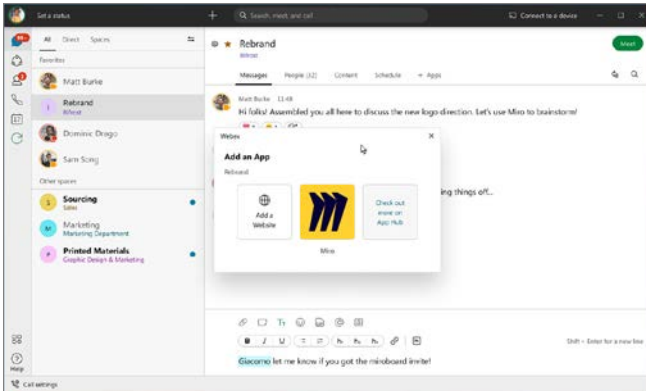 Set a status
Search, meet, and call
Connect to a device
All Direct Spaces
Favorites
Matt Burke
Rebrand
Dominic Drago
Sam Song
Other spaces
Sourcing
Sales
Marketing
Marketing Department
Printed Materials
Graphic Design & Marketing
Help
Call settings
Rebrand
Meet
Messages People (12) Content Schedule + Apps
Matt Burke 11:48
Hi folks! Assembled you all here to discuss the new logo direction. Let's use Miro to brainstorm!
Webex
Add an App
Rebrand
Add a
Website
Miro
Check out
more on
App Hub
ing things off...
B I U
Shift + Enter for a new line
Giacomo let me know if you got the miroboard invite!